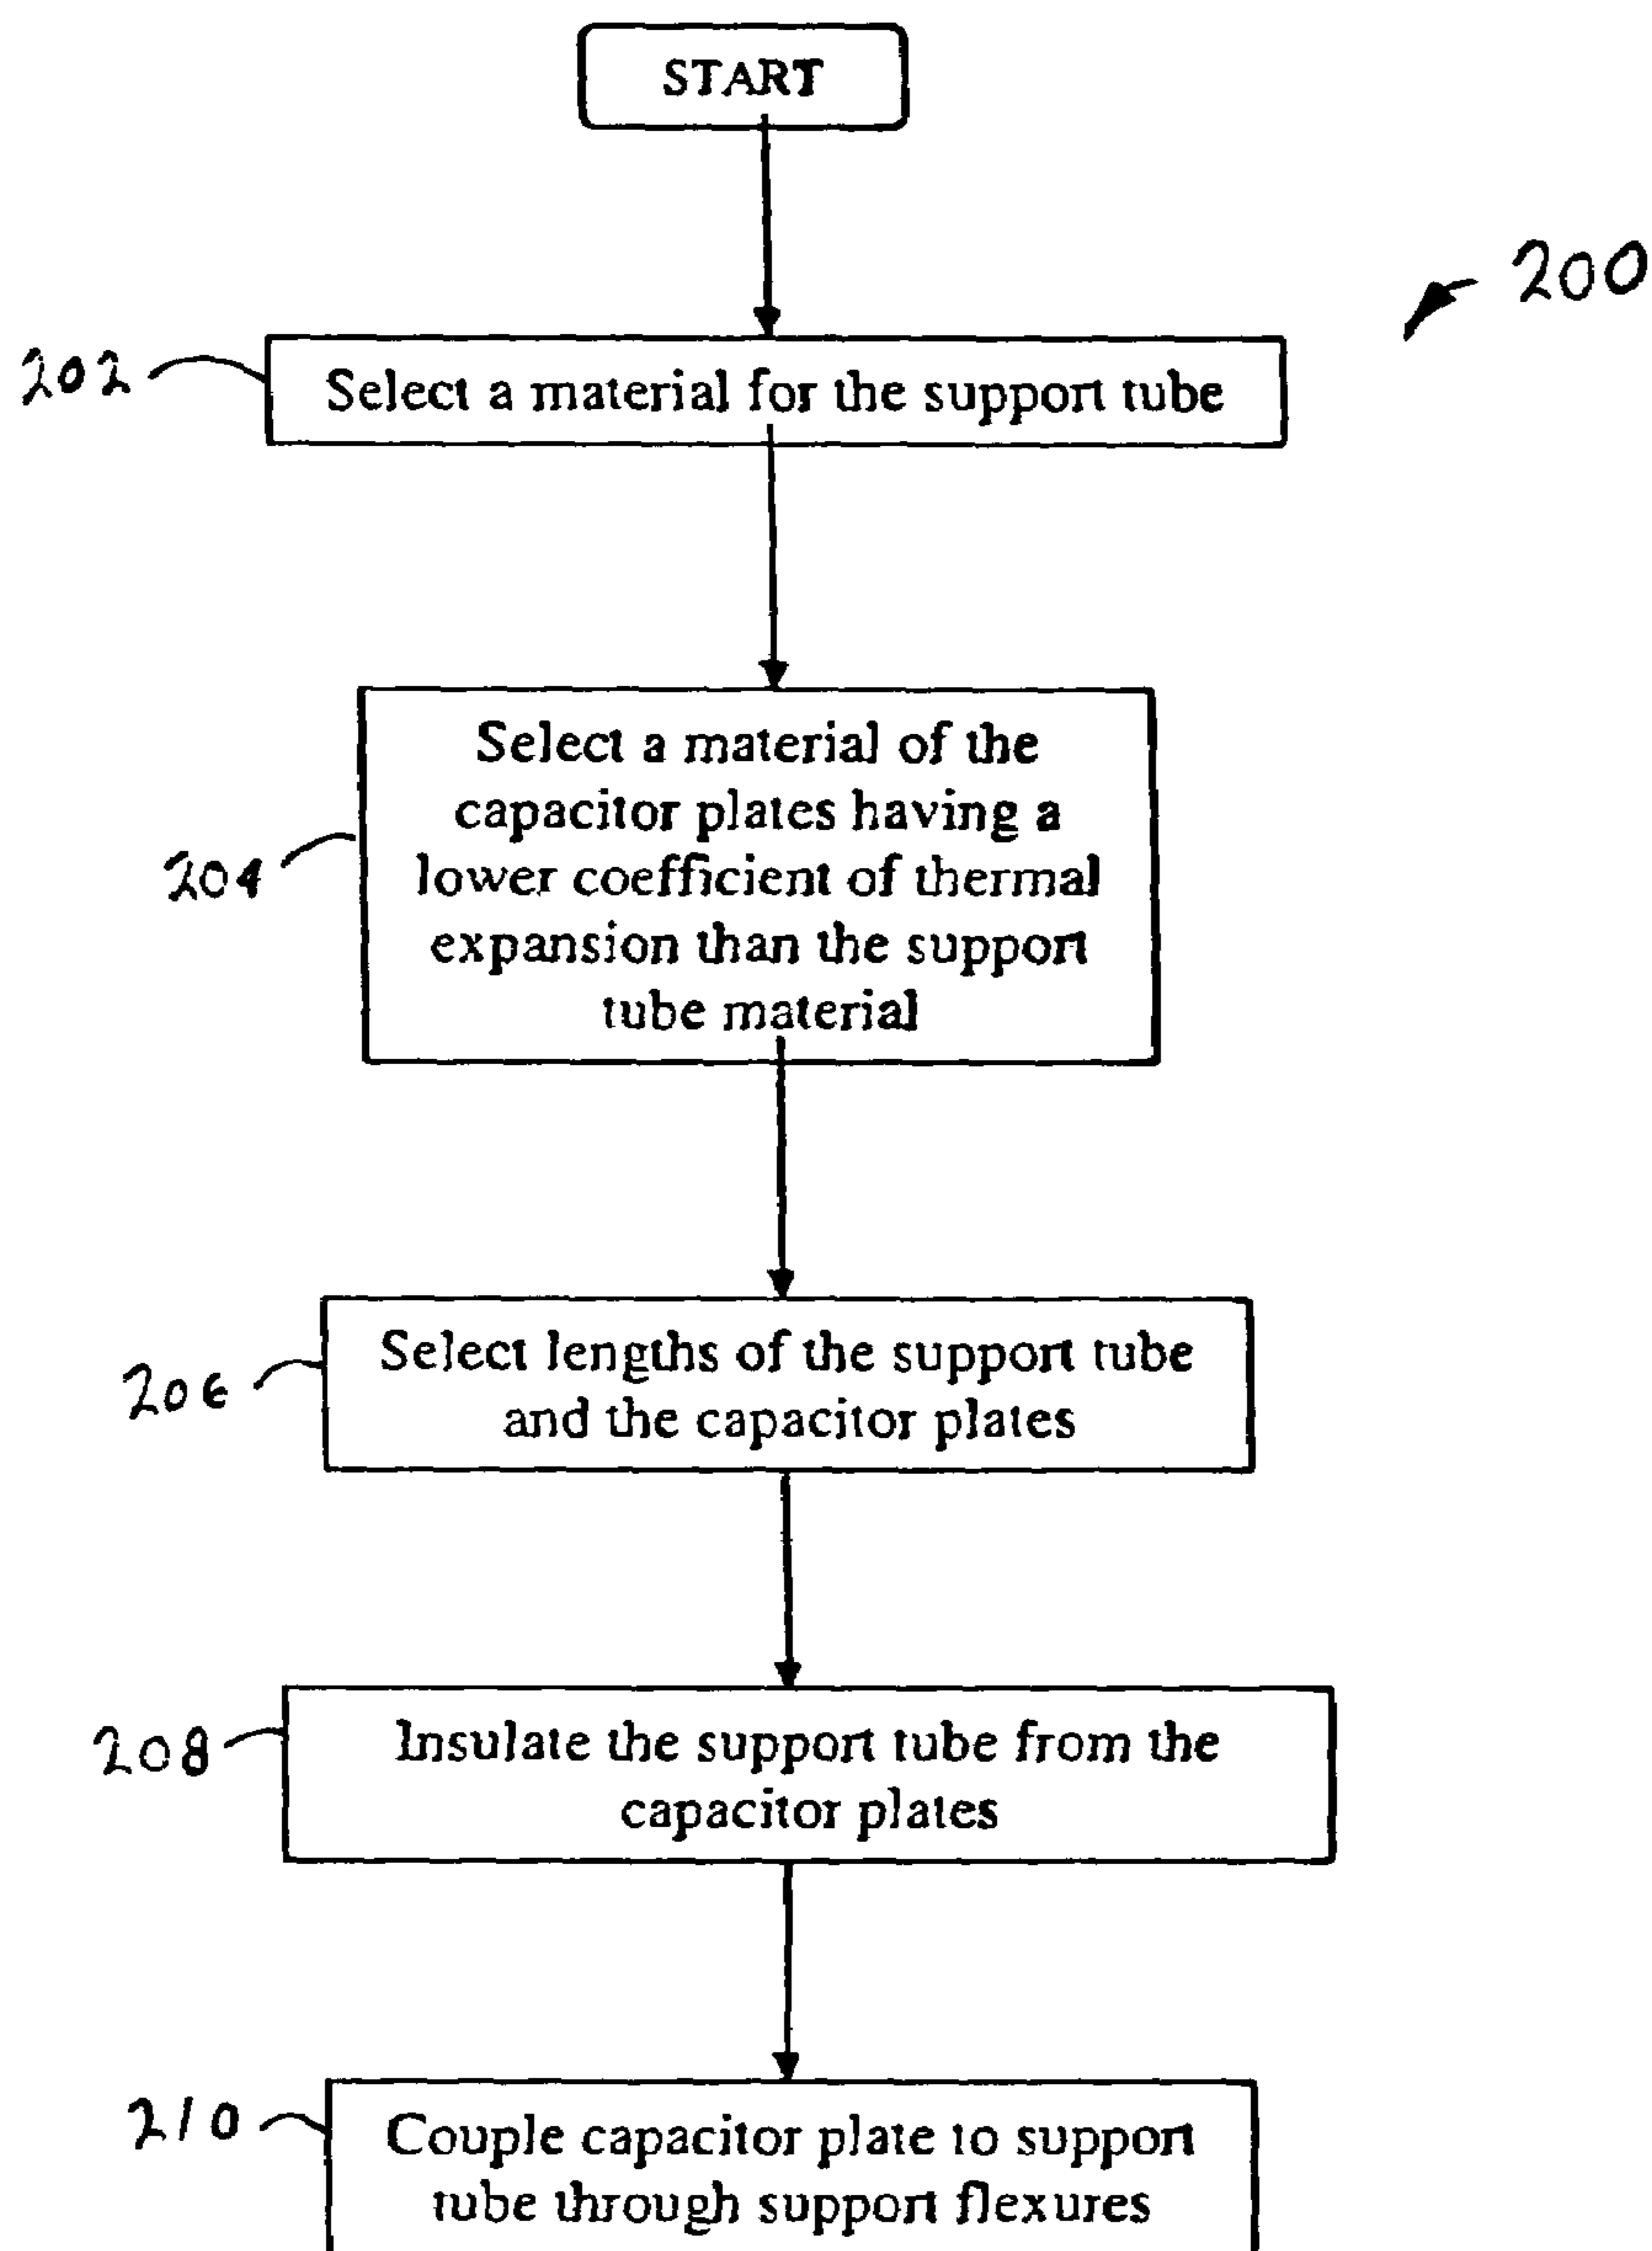 START
200
202
Select a material for the support tube
204
Select a material of the
capacitor plates having a
lower coefficient of thermal
expansion than the support
tube material
206
Select lengths of the support tube
and the capacitor plates
208
Insulate the support tube from the
capacitor plates
210
Couple capacitor plate to support
tube through support flexures